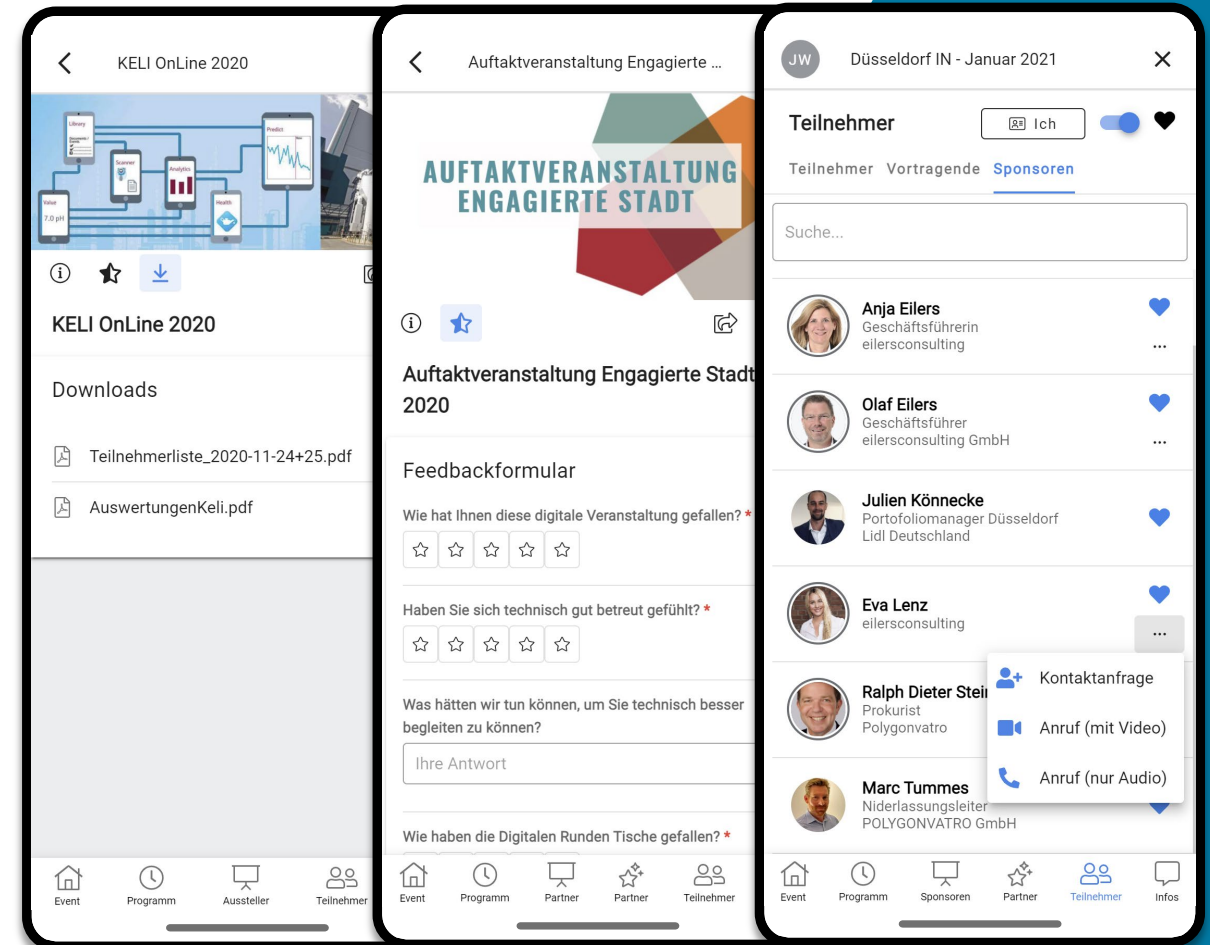 KELI OnLine 2020
Library
Scanner
Analytics
Predict
Value
7.0 pH
Health
KELI OnLine 2020
Downloads
Teilnehmerliste_2020-11-24+25.pdf
AuswertungenKeli.pdf
Event
Programm
Aussteller
Teilnehmer
Auftaktveranstaltung Engagierte ...
AUFTAKTVERANSTALTUNG
ENGAGIERTE STADT
Auftaktveranstaltung Engagierte Stadt
2020
Feedbackformular
Wie hat Ihnen diese digitale Veranstaltung gefallen? *
Haben Sie sich technisch gut betreut gefühlt? *
Was hätten wir tun können, um Sie technisch besser
begleiten zu können?
Ihre Antwort
Wie haben die Digitalen Runden Tische gefallen? *
Event
Programm
Partner
Partner
Teilnehmer
JW
Düsseldorf IN - Januar 2021
Teilnehmer
Ich
Teilnehmer Vortragende Sponsoren
Suche...
Anja Eilers
Geschäftsführerin
eilersconsulting
...
Olaf Eilers
Geschäftsführer
eilersconsulting GmbH
...
Julien Könnecke
Portofoliomanager Düsseldorf
Lidl Deutschland
Eva Lenz
eilersconsulting
...
Kontaktanfrage
Anruf (mit Video)
Anruf (nur Audio)
Ralph Dieter Stei
Prokurist
Polygonvatro
Marc Tummes
Niderlassungsleiter
POLYGONVATRO GmbH
Event
Programm
Sponsoren
Partner
Teilnehmer
Infos